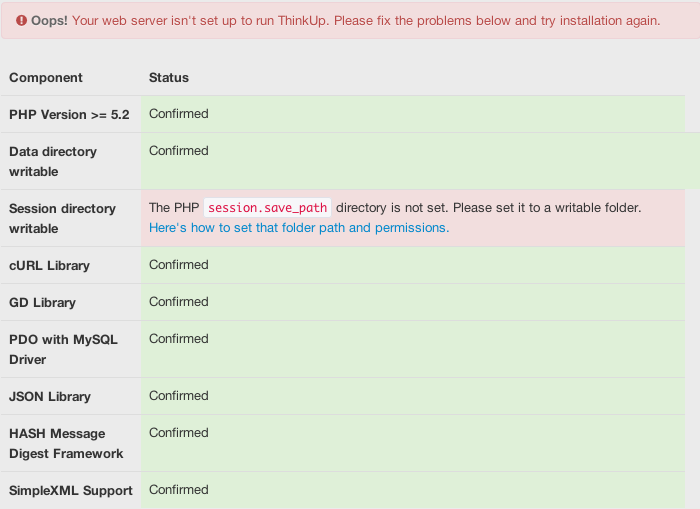 Oops! Your web server isn't set up to run ThinkUp. Please fix the problems below and try installation again.
Component Status
PHP Version >= 5.2 Confirmed
Data directory Confirmed
writable
Session directory The PHP session.save_path directory is not set. Please set it to a writable folder.
writable Here's how to set that folder path and permissions.
cURL Library Confirmed
GD Library Confirmed
PDO with MySQL Confirmed
Driver
JSON Library Confirmed
HASH Message Confirmed
Digest Framework
SimpleXML Support Confirmed